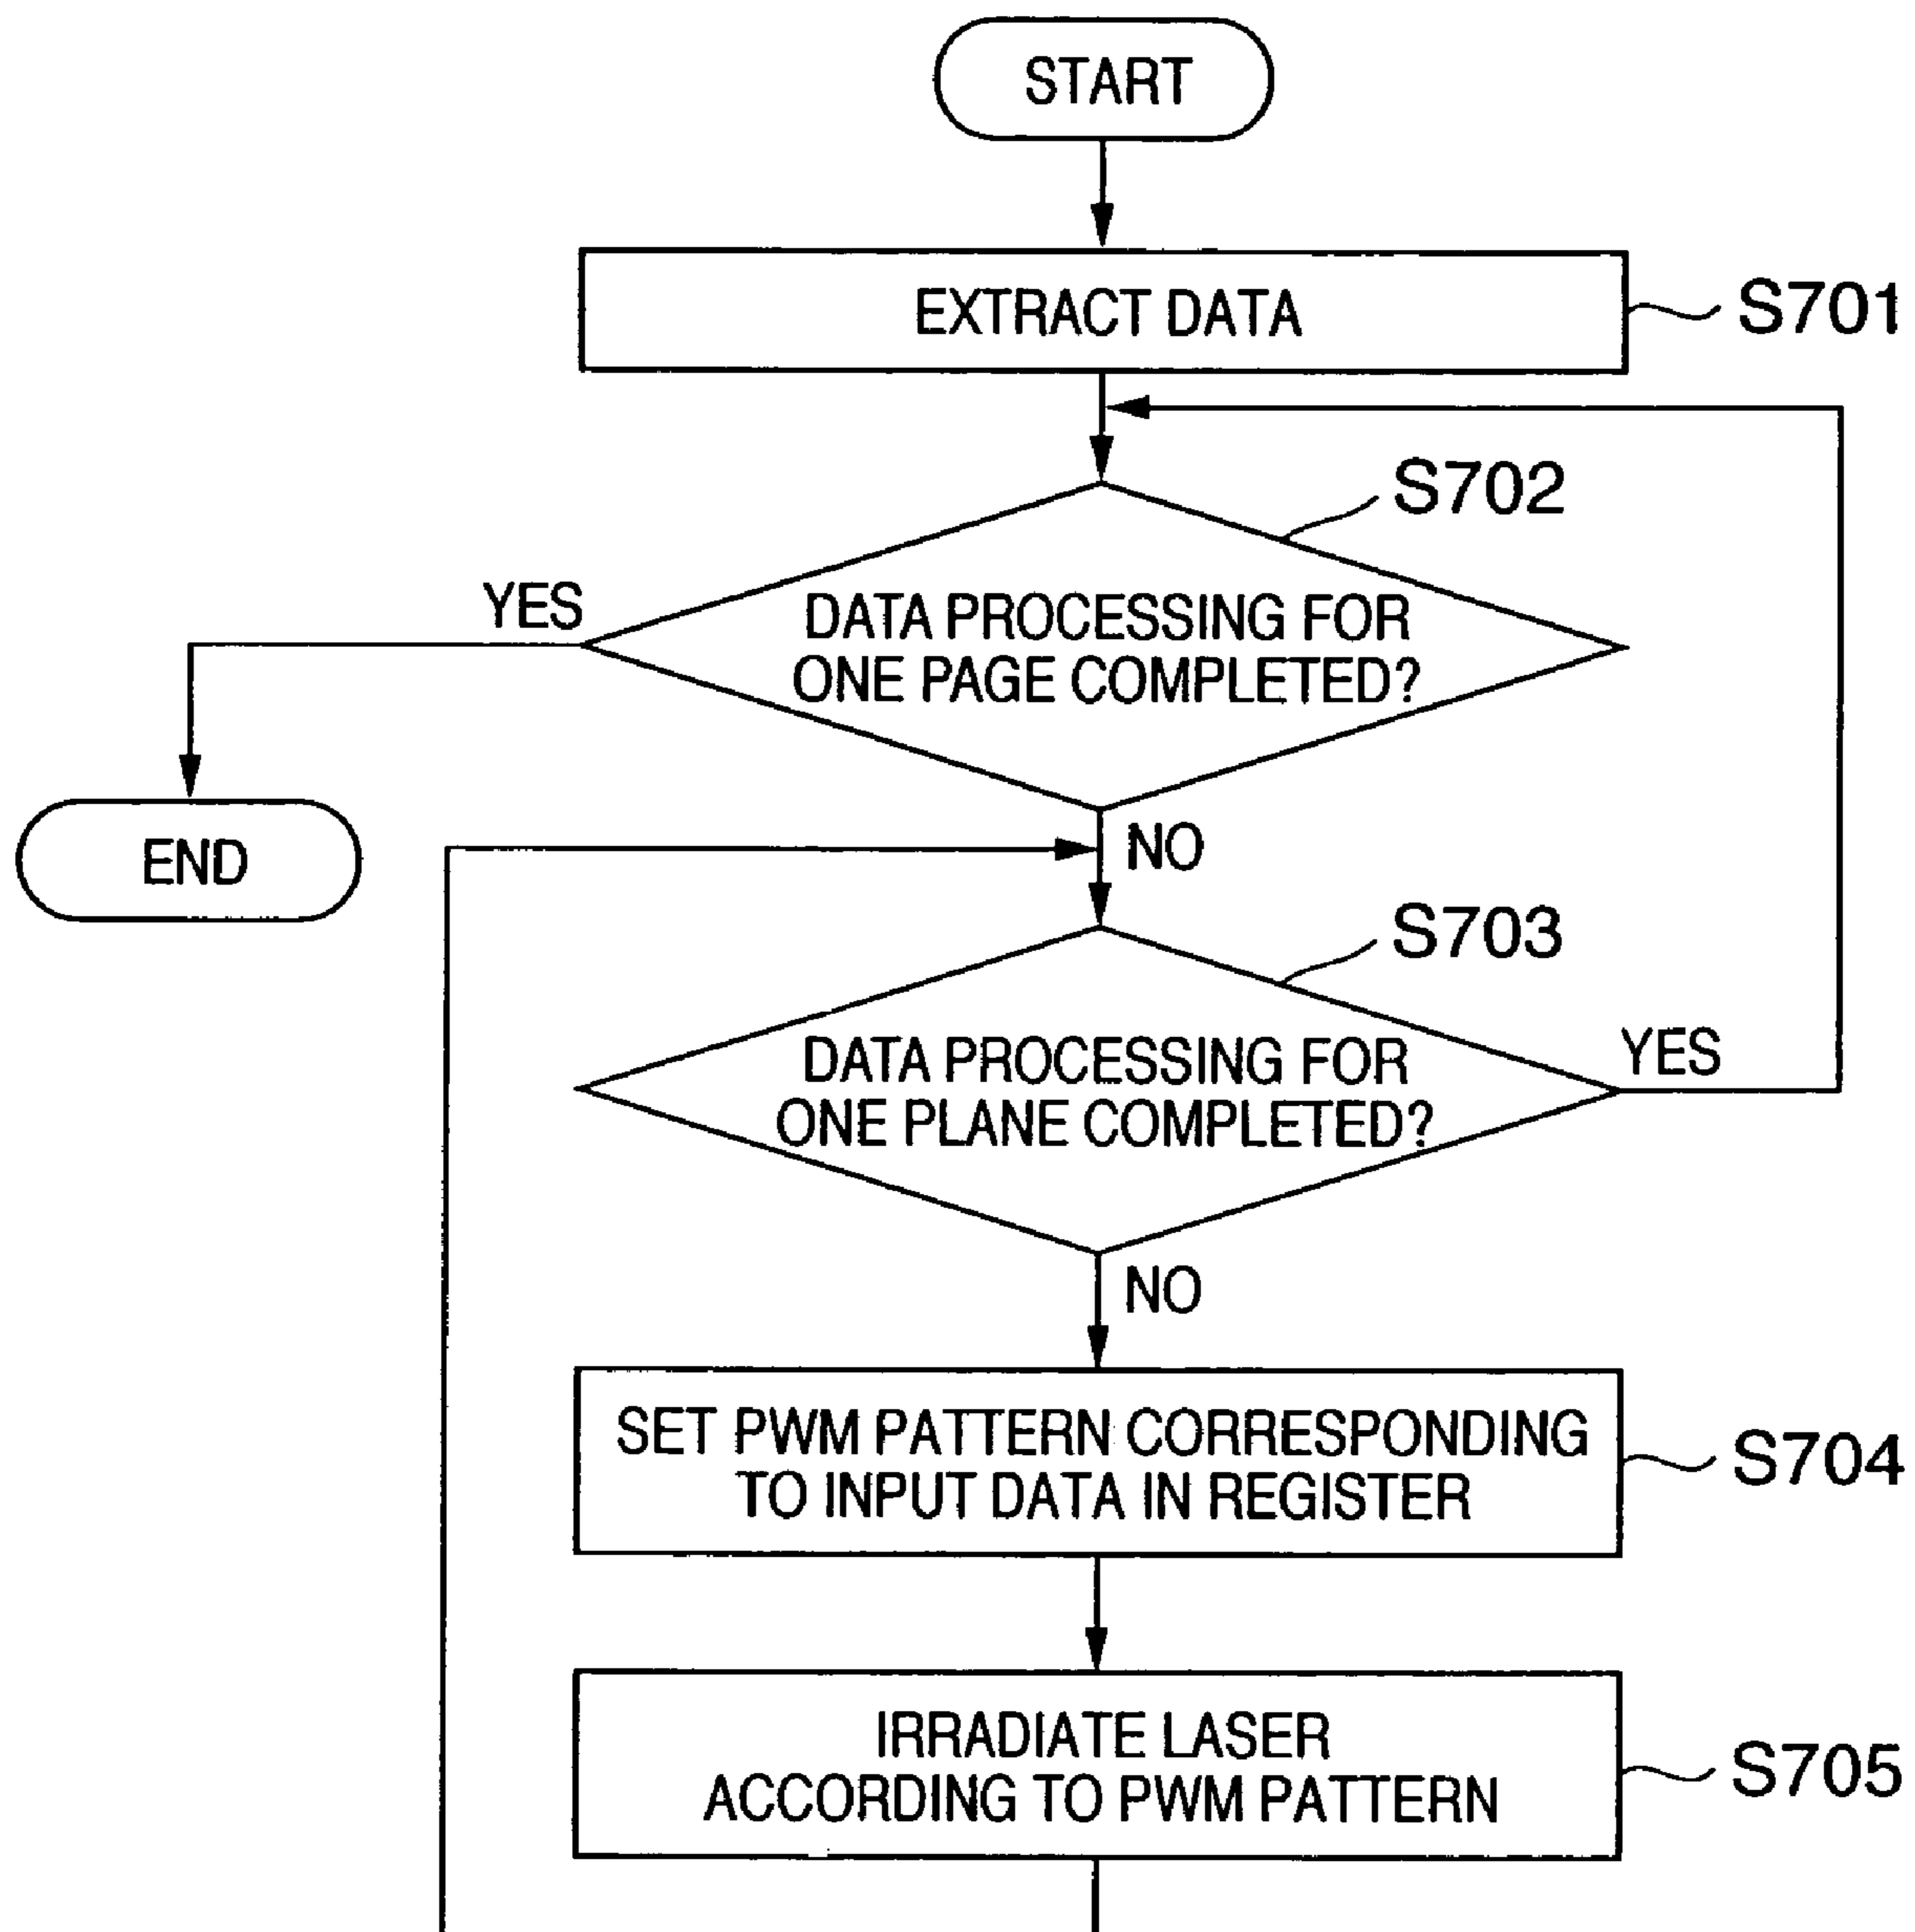 START
EXTRACT DATA
S701
S702
YES
DATA PROCESSING FOR
ONE PAGE COMPLETED?
END
NO
S703
DATA PROCESSING FOR
ONE PLANE COMPLETED?
YES
NO
SET PWM PATTERN CORRESPONDING
TO INPUT DATA IN REGISTER
S704
IRRADIATE LASER
ACCORDING TO PWM PATTERN
S705